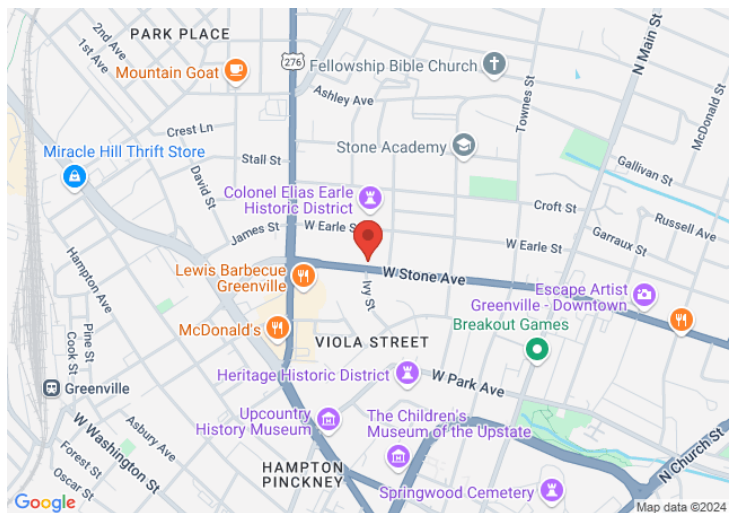 PARK PLACE
2nd Ave
1st Ave
276
N Main St
Mountain Goat
Fellowship Bible Church
Ashley Ave
Townes St
McDonald St
Crest Ln
Stone Academy
Miracle Hill Thrift Store
Stall St
Gallivan St
David St
Colonel Elias Earle
Historic District
Croft St
Russell Ave
James St
W Earle St
W Earle St
Garraux St
Hampton Ave
Lewis Barbecue
Greenville
W Stone Ave
Ivy St
Escape Artist
Greenville - Downtown
McDonald's
Breakout Games
Pine St
Cook St
VIOLA STREET
Greenville
Heritage Historic District
W Park Ave
W Washington St
Asbury Ave
Upcountry
History Museum
The Children's
Museum of the Upstate
N Church St
Forest St
Oscar St
HAMPTON
PINCKNEY
Springwood Cemetery
Google
Map data ©2024